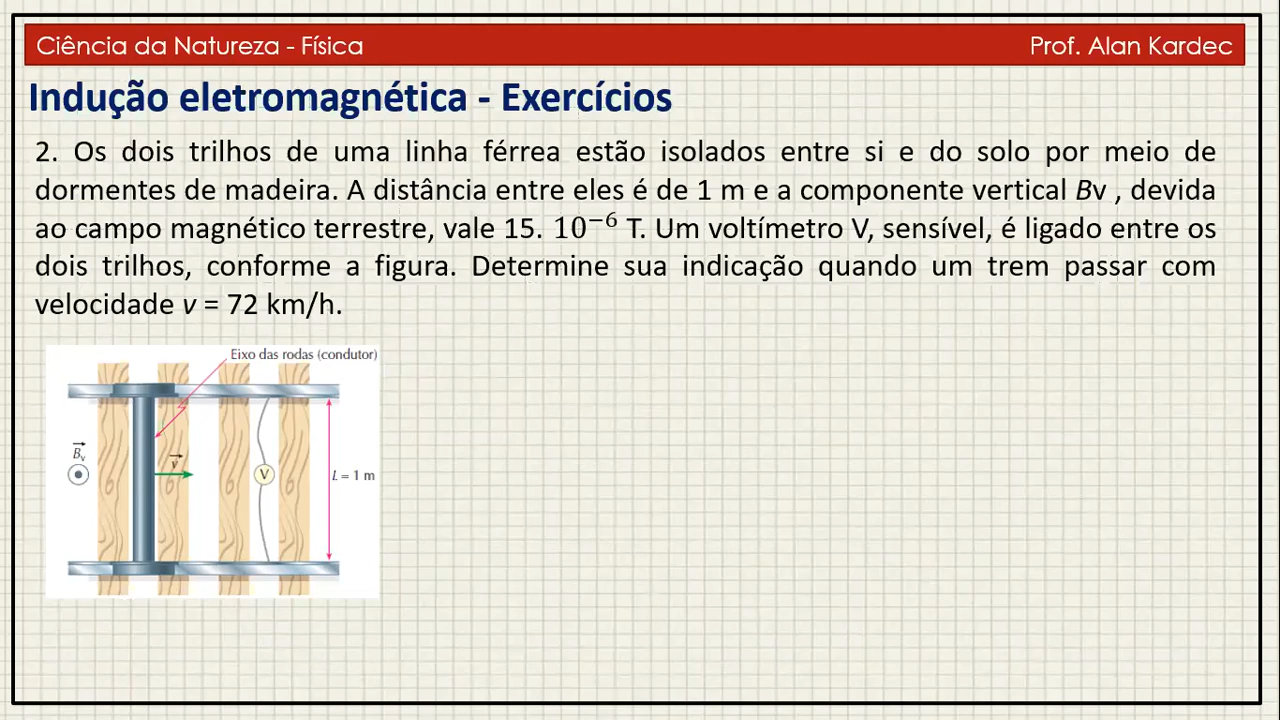 Ciência da Natureza - Física Prof. Alan Kardec
Indução eletromagnética - Exercícios
2. Os dois trilhos de uma linha férrea estão isolados entre si e do solo por meio de
dormentes de madeira. A distância entre eles é de 1 m e a componente vertical Bv , devida
ao campo magnético terrestre, vale 15. 10⁻⁶ T. Um voltímetro V, sensível, é ligado entre os
dois trilhos, conforme a figura. Determine sua indicação quando um trem passar com
velocidade v = 72 km/h.
Eixo das rodas (condutor)
B⃗v
v⃗
V
L = 1 m